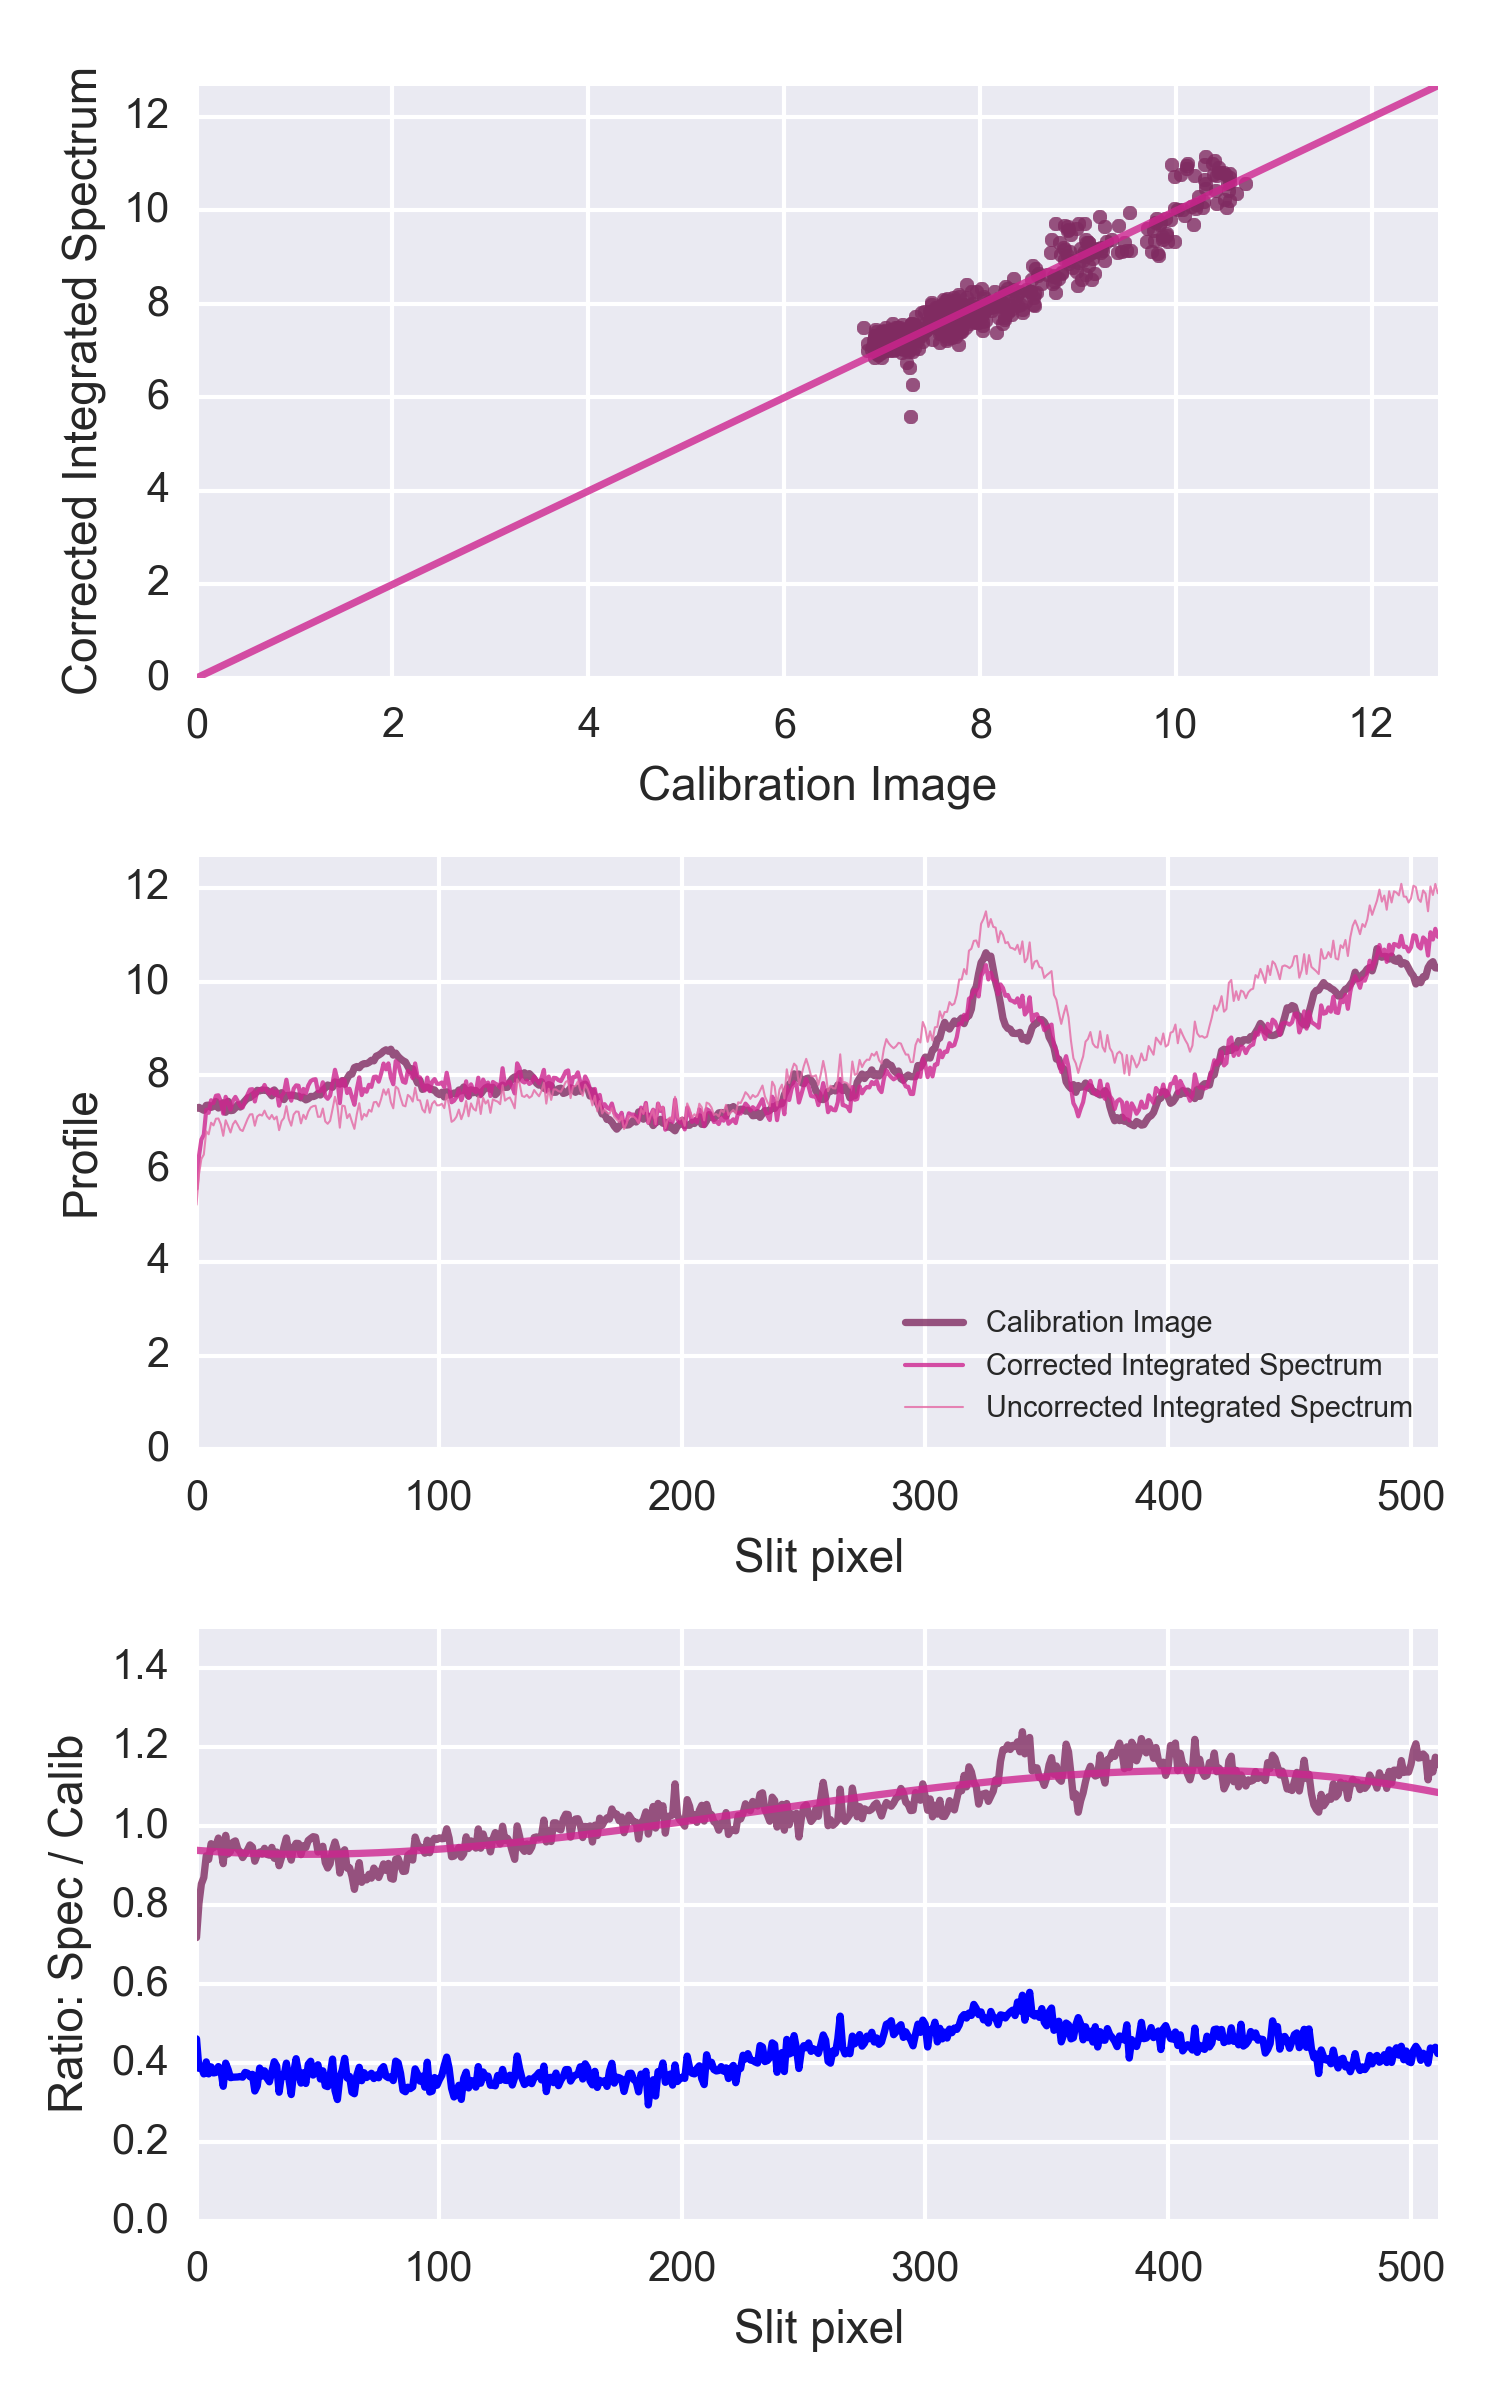 Corrected Integrated Spectrum
12
10
8
6
4
2
0
0 2 4 6 8 10 12
Calibration Image
Profile
12
10
8
6
4
2
0
Calibration Image
Corrected Integrated Spectrum
Uncorrected Integrated Spectrum
0 100 200 300 400 500
Slit pixel
Ratio: Spec / Calib
1.4
1.2
1.0
0.8
0.6
0.4
0.2
0.0
0 100 200 300 400 500
Slit pixel